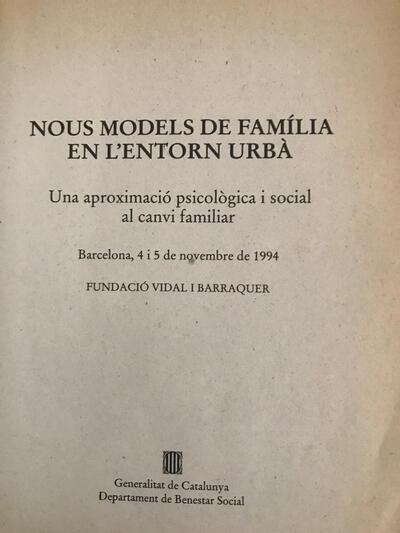 NOUS MODELS DE FAMÍLIA
EN L'ENTORN URBÀ
Una aproximació psicològica i social
al canvi familiar
Barcelona, 4 i 5 de novembre de 1994
FUNDACIÓ VIDAL I BARRAQUER
Generalitat de Catalunya
Departament de Benestar Social